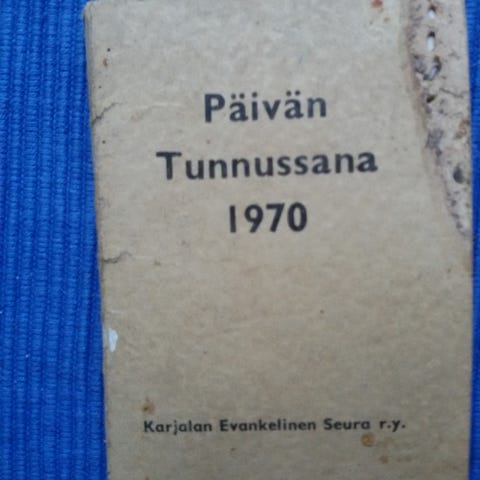 Päivän
Tunnussana
1970
Karjalan Evankelinen Seura r.y.